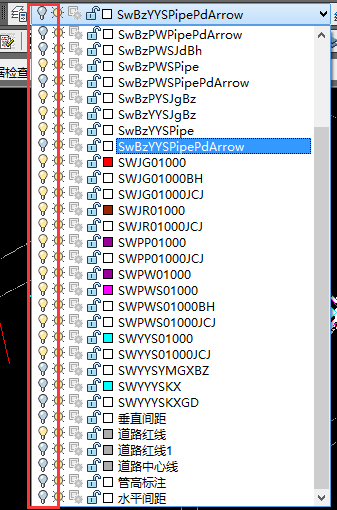 SwBzYYSPipePdArrow
SwBzPWPipePdArrow
SwBzPWSJdBh
SwBzPWSPipe
SwBzPWSPipePdArrow
SwBzPYSJgBz
SwBzYYSJgBz
SwBzYYSPipe
SwBzYYSPipePdArrow
SWJG01000
SWJG01000BH
SWJG01000JCJ
SWJR01000
SWJR01000JCJ
SWPP01000
SWPP01000JCJ
SWPW01000
SWPWS01000
SWPWS01000BH
SWPWS01000JCJ
SWYYS01000
SWYYS01000JCJ
SWYYSYMGXBZ
SWYYYSKX
SWYYYSKXGD
垂直间距
道路红线
道路红线1
道路中心线
管高标注
水平间距
据检查